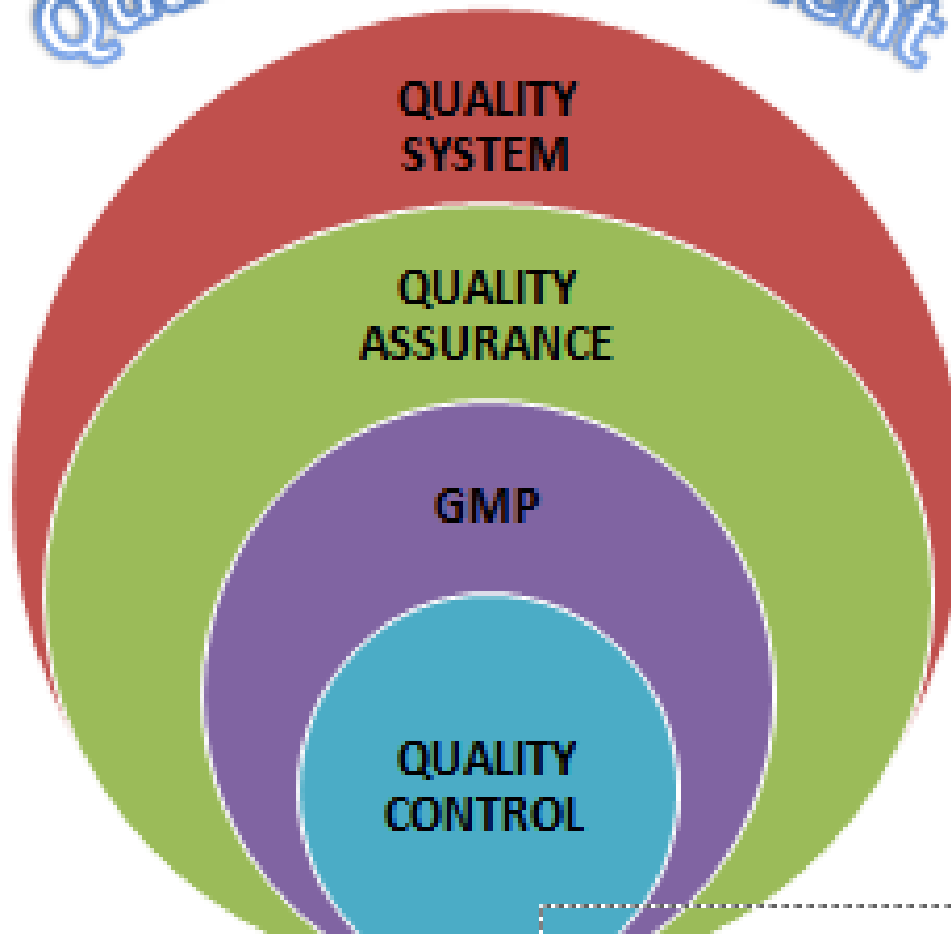 QUALITY
SYSTEM
QUALITY
ASSURANCE
GMP
QUALITY
CONTROL